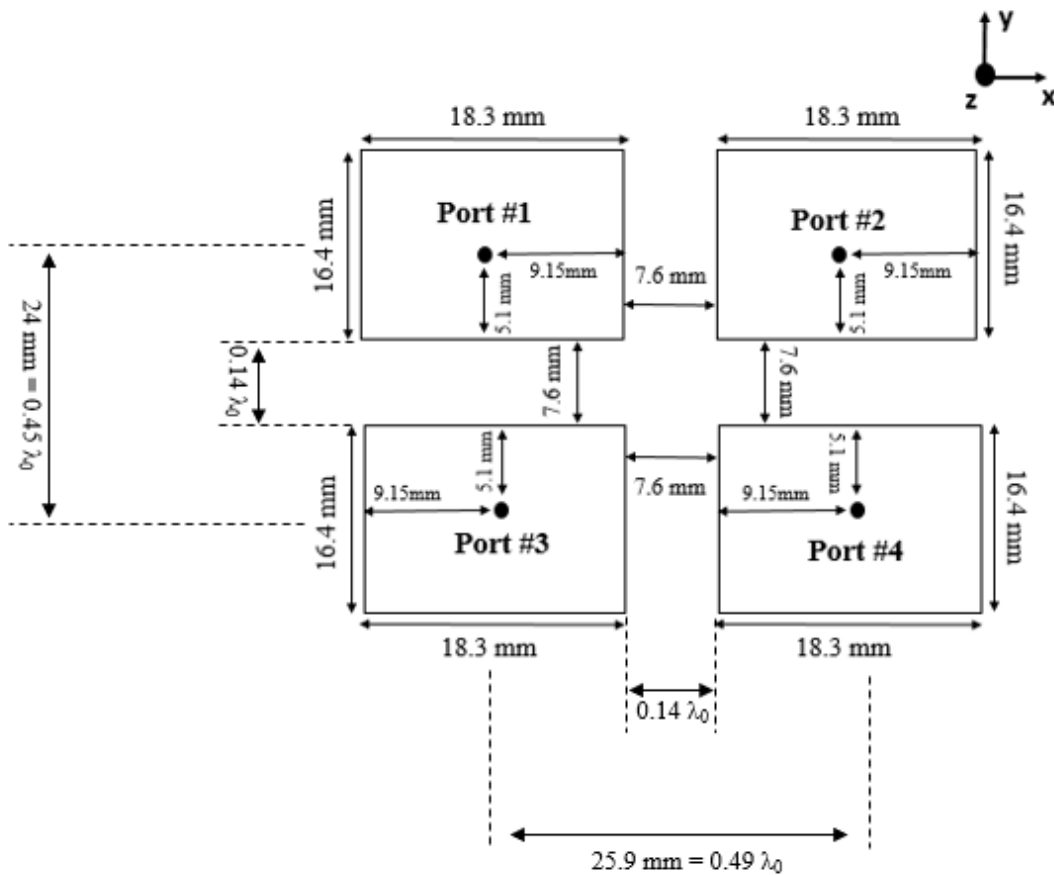 y
z
x
18.3 mm
18.3 mm
Port #1
Port #2
16.4 mm
16.4 mm
9.15mm
9.15mm
7.6 mm
5.1 mm
5.1 mm
24 mm = 0.45 λ0
0.14 λ0
7.6 mm
7.6 mm
5.1 mm
5.1 mm
7.6 mm
9.15mm
9.15mm
16.4 mm
16.4 mm
Port #3
Port #4
18.3 mm
18.3 mm
0.14 λ0
25.9 mm = 0.49 λ0